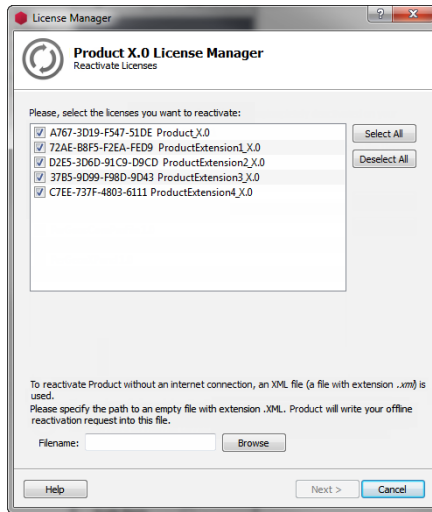 License Manager
Product X.0 License Manager
Reactivate Licenses
Please, select the licenses you want to reactivate:
A767-3D19-F547-51DE Product_X.0
72AE-B8F5-F2EA-FED9 ProductExtension1_X.0
D2E5-3D6D-91C9-D9CD ProductExtension2_X.0
37B5-9D99-F98D-9D43 ProductExtension3_X.0
C7EE-737F-4803-6111 ProductExtension4_X.0
Select All
Deselect All
To reactivate Product without an internet connection, an XML file (a file with extension .xml) is
used.
Please specify the path to an empty file with extension .XML. Product will write your offline
reactivation request into this file.
Filename:
Browse
Help
Next >
Cancel